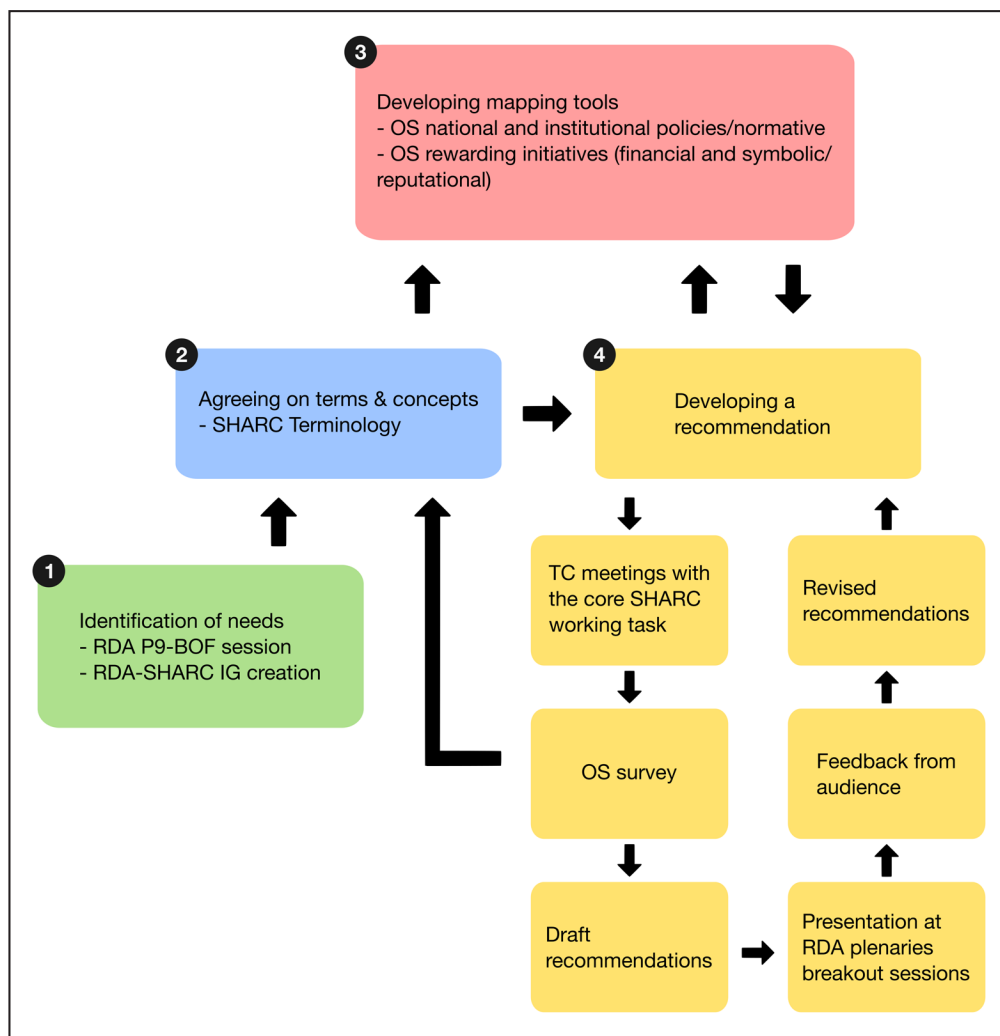 3
Developing mapping tools
- OS national and institutional policies/normative
- OS rewarding initiatives (financial and symbolic/
reputational)
2
Agreeing on terms & concepts
- SHARC Terminology
4
Developing a
recommendation
1
Identification of needs
- RDA P9-BOF session
- RDA-SHARC IG creation
TC meetings with
the core SHARC
working task
Revised
recommendations
OS survey
Feedback from
audience
Draft
recommendations
Presentation at
RDA plenaries
breakout sessions